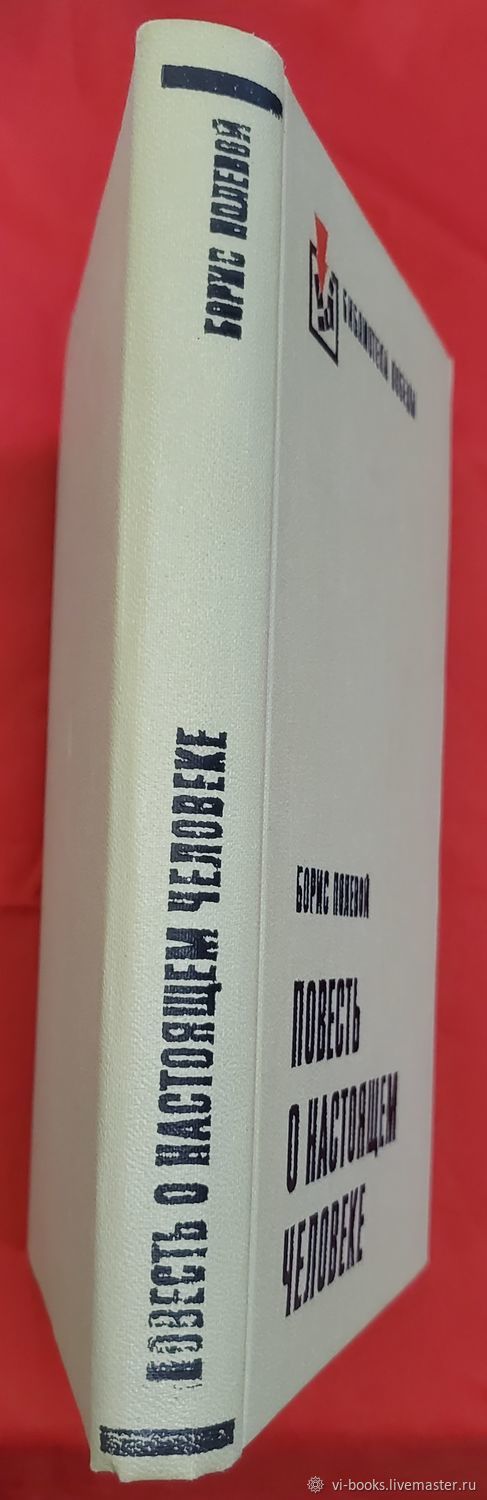 БОРИС ПОЛЕВОЙ
ПОВЕСТЬ О НАСТОЯЩЕМ ЧЕЛОВЕКЕ
БИБЛИОТЕКА ПОБЕДЫ
БОРИС ПОЛЕВОЙ
ПОВЕСТЬ
О НАСТОЯЩЕМ
ЧЕЛОВЕКЕ
vi-books.livemaster.ru